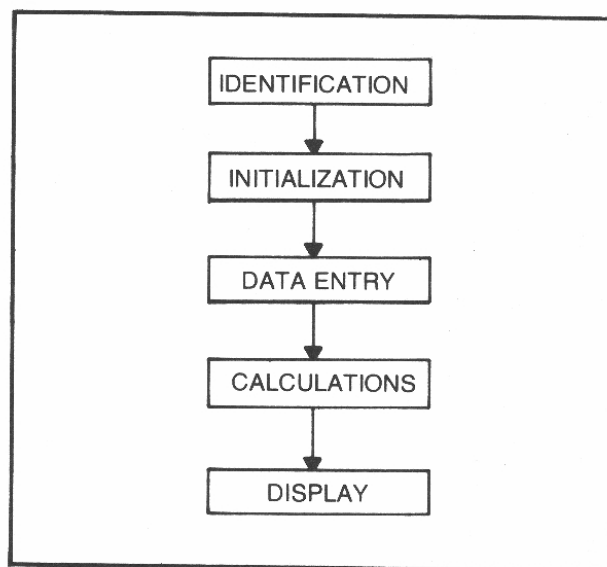 IDENTIFICATION
INITIALIZATION
DATA ENTRY
CALCULATIONS
DISPLAY